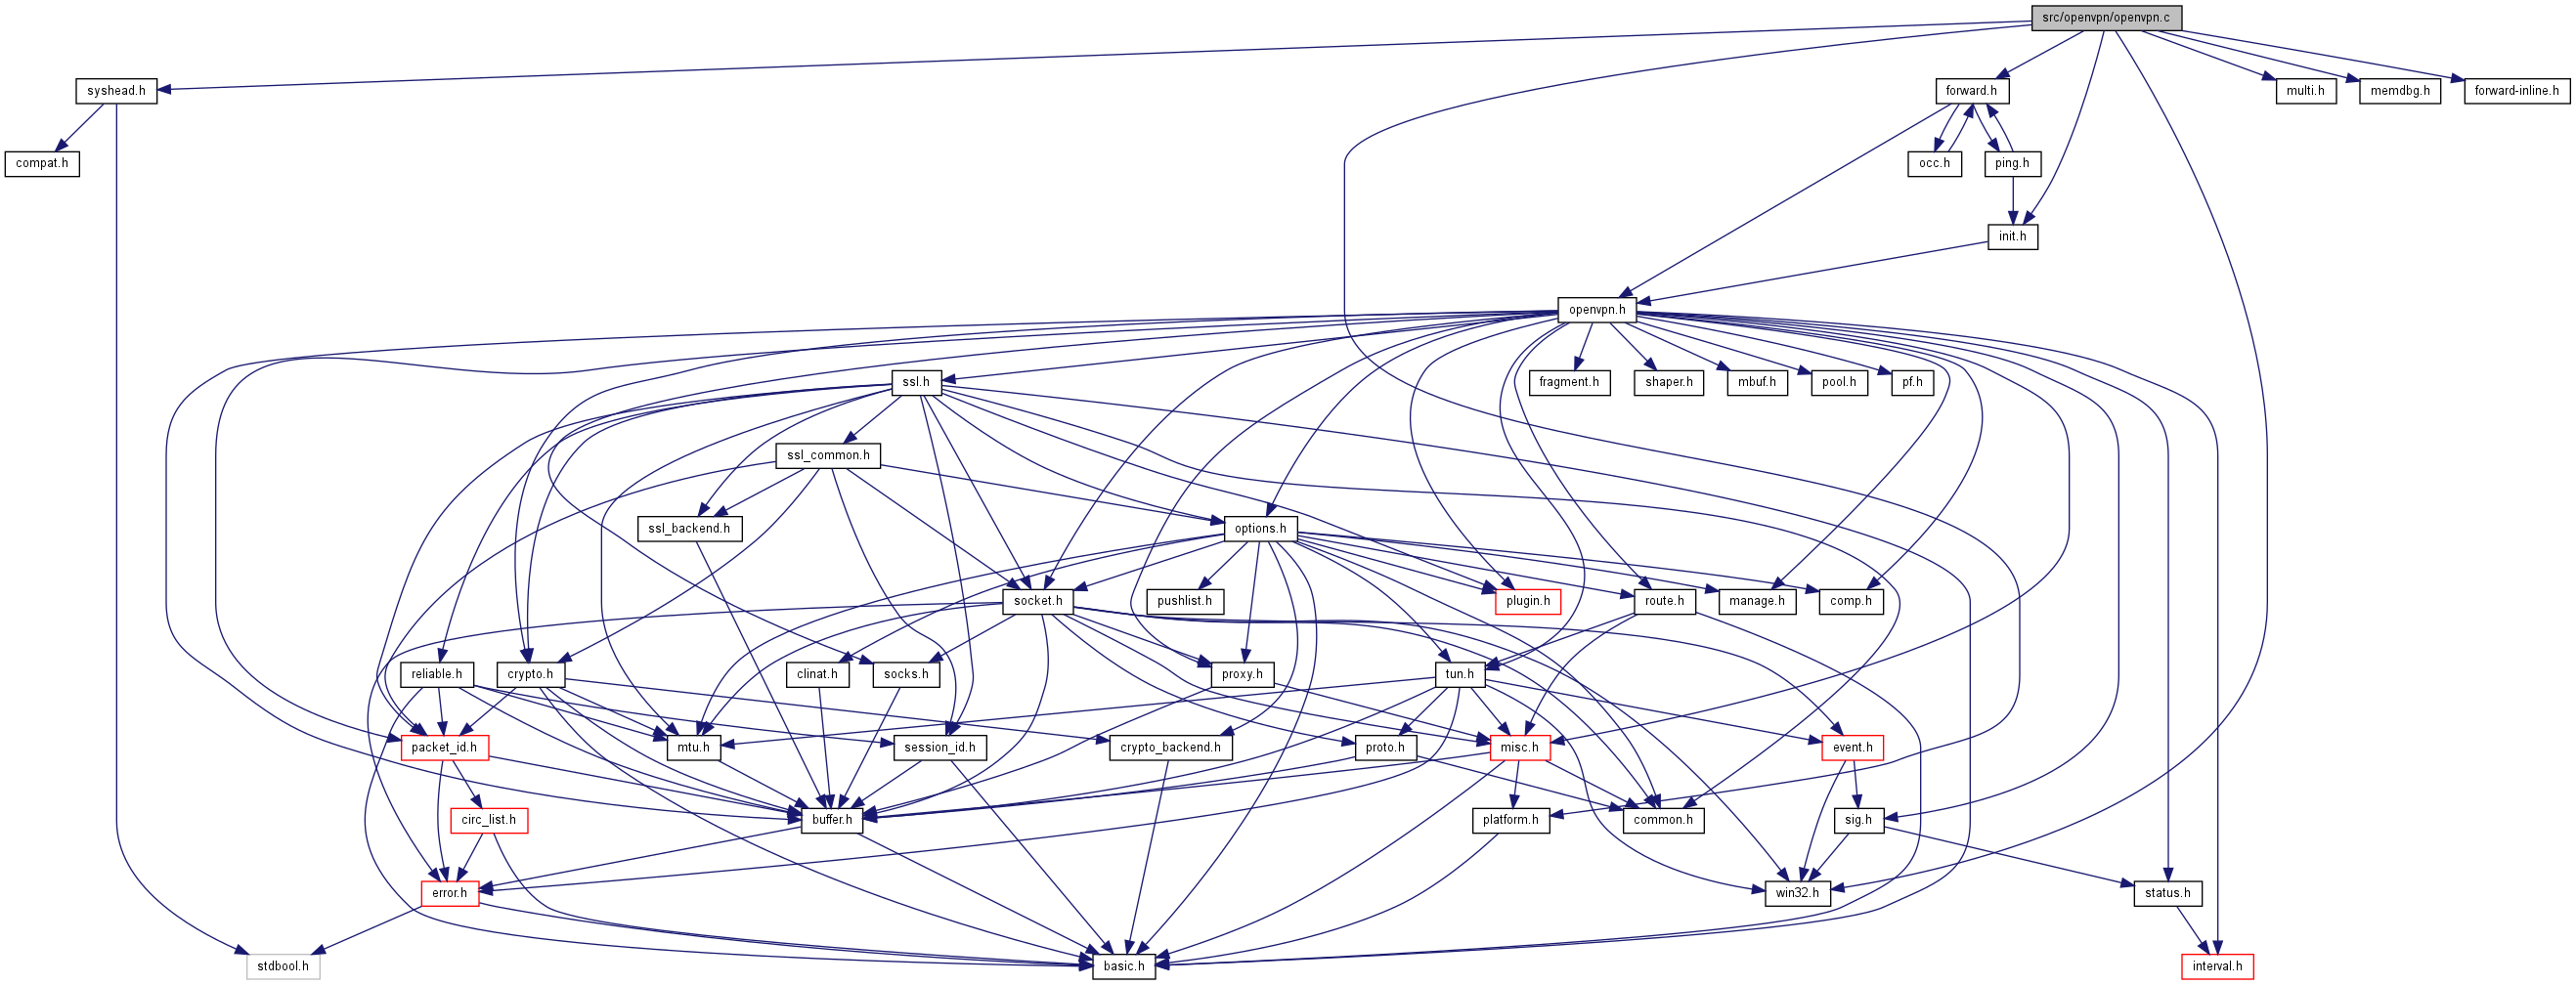 src/openvpn/openvpn.c
syshead.h
forward.h
multi.h
memdbg.h
forward-inline.h
compat.h
occ.h
ping.h
init.h
openvpn.h
ssl.h
fragment.h
shaper.h
mbuf.h
pool.h
pf.h
ssl_common.h
ssl_backend.h
options.h
pushlist.h
socket.h
plugin.h
route.h
manage.h
comp.h
reliable.h
crypto.h
clinat.h
socks.h
proxy.h
tun.h
packet_id.h
mtu.h
session_id.h
crypto_backend.h
proto.h
misc.h
event.h
circ_list.h
buffer.h
platform.h
common.h
sig.h
error.h
win32.h
status.h
stdbool.h
basic.h
interval.h